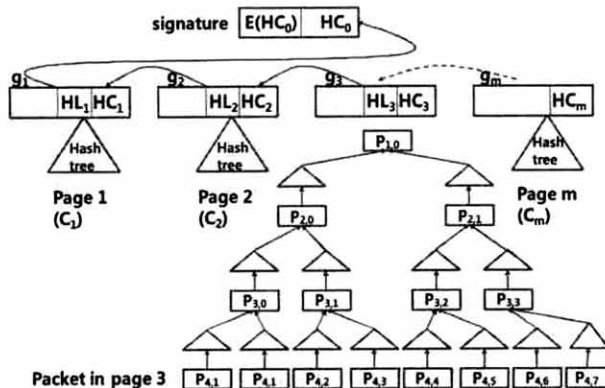 signature E(HC0) HC0
g1 g2 g3 gm
HL1 HC1 HL2 HC2 HL3 HC3 HCm
Hash tree Hash tree Hash tree
P1,0
Page 1 (C1) Page 2 (C2) Page m (Cm)
P2,0 P2,1
P3,0 P3,1 P3,2 P3,3
Packet in page 3 P4,1 P4,1 P4,2 P4,3 P4,4 P4,5 P4,6 P4,7